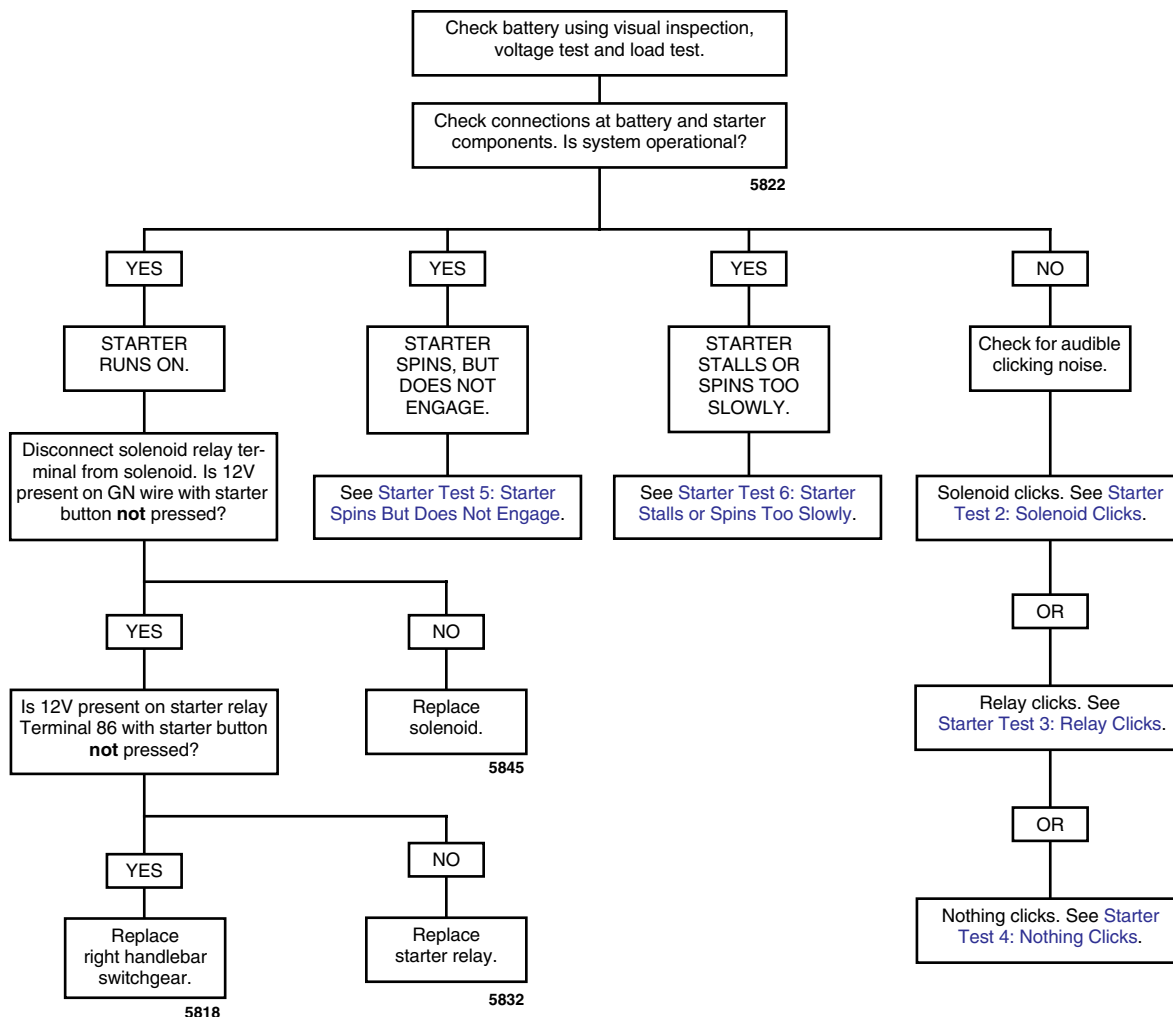 Check battery using visual inspection,
voltage test and load test.
Check connections at battery and starter
components. Is system operational?
5822
YES
YES
YES
NO
STARTER
RUNS ON.
STARTER
SPINS, BUT
DOES NOT
ENGAGE.
STARTER
STALLS OR
SPINS TOO
SLOWLY.
Check for audible
clicking noise.
Disconnect solenoid relay ter-
minal from solenoid. Is 12V
present on GN wire with starter
button not pressed?
See Starter Test 5: Starter
Spins But Does Not Engage.
See Starter Test 6: Starter
Stalls or Spins Too Slowly.
Solenoid clicks. See Starter
Test 2: Solenoid Clicks.
YES
NO
OR
Is 12V present on starter relay
Terminal 86 with starter button
not pressed?
Replace
solenoid.
5845
Relay clicks. See
Starter Test 3: Relay Clicks.
YES
NO
OR
Replace
right handlebar
switchgear.
5818
Replace
starter relay.
5832
Nothing clicks. See Starter
Test 4: Nothing Clicks.